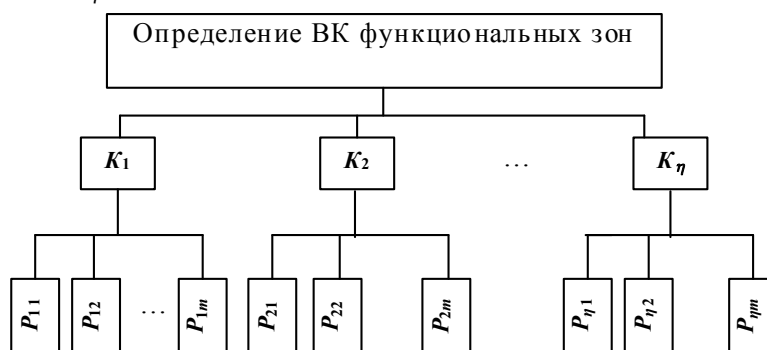 Определение ВК функциональных зон
K1 K2 ... Kη
P11 P12 ... P1m P21 P22 P2m Pη1 Pη2 Pηm